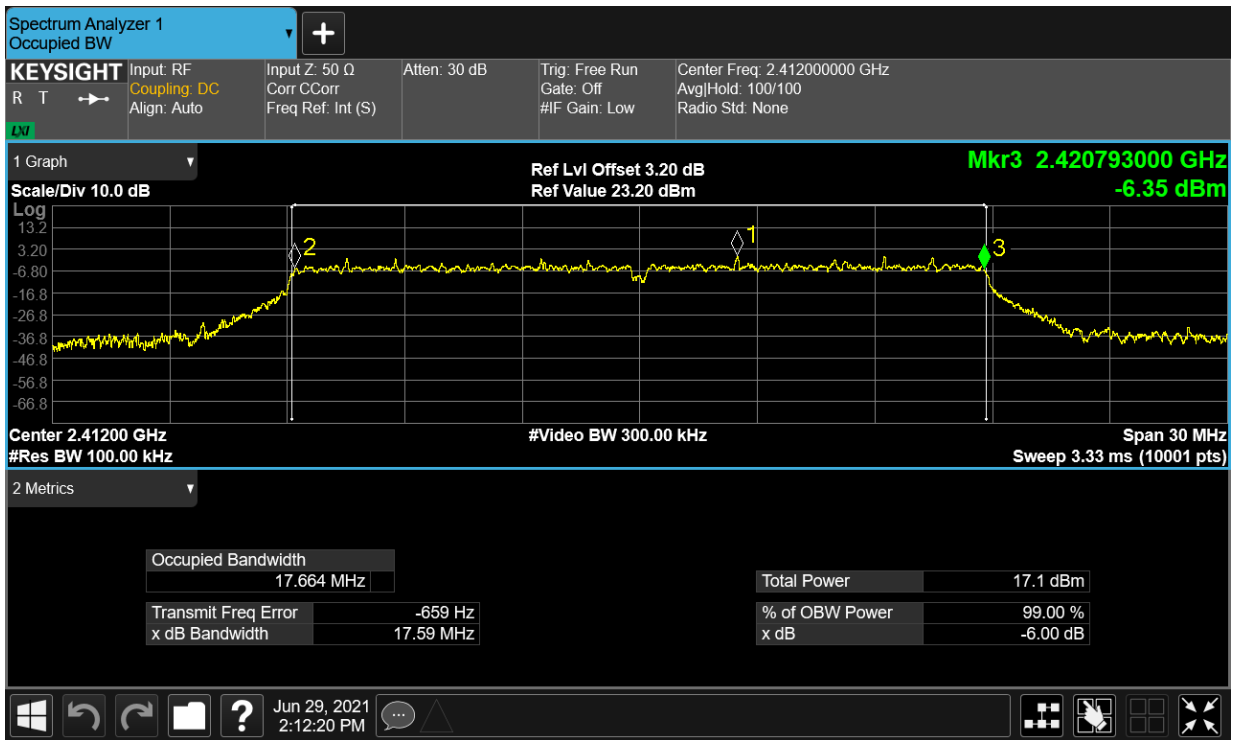 Spectrum Analyzer 1
Occupied BW
KEYSIGHT
R T
LXI
Input: RF
Coupling: DC
Align: Auto
Input Z: 50 Ω
Corr CCorr
Freq Ref: Int (S)
Atten: 30 dB
Trig: Free Run
Gate: Off
#IF Gain: Low
Center Freq: 2.412000000 GHz
Avg|Hold: 100/100
Radio Std: None
1 Graph
Scale/Div 10.0 dB
Ref Lvl Offset 3.20 dB
Ref Value 23.20 dBm
Mkr3 2.420793000 GHz
-6.35 dBm
Log
13.2
3.20
-6.80
-16.8
-26.8
-36.8
-46.8
-56.8
-66.8
2
1
3
Center 2.41200 GHz
#Res BW 100.00 kHz
#Video BW 300.00 kHz
Span 30 MHz
Sweep 3.33 ms (10001 pts)
2 Metrics
Occupied Bandwidth
17.664 MHz
Transmit Freq Error -659 Hz
x dB Bandwidth 17.59 MHz
Total Power 17.1 dBm
% of OBW Power 99.00 %
x dB -6.00 dB
?
Jun 29, 2021
2:12:20 PM